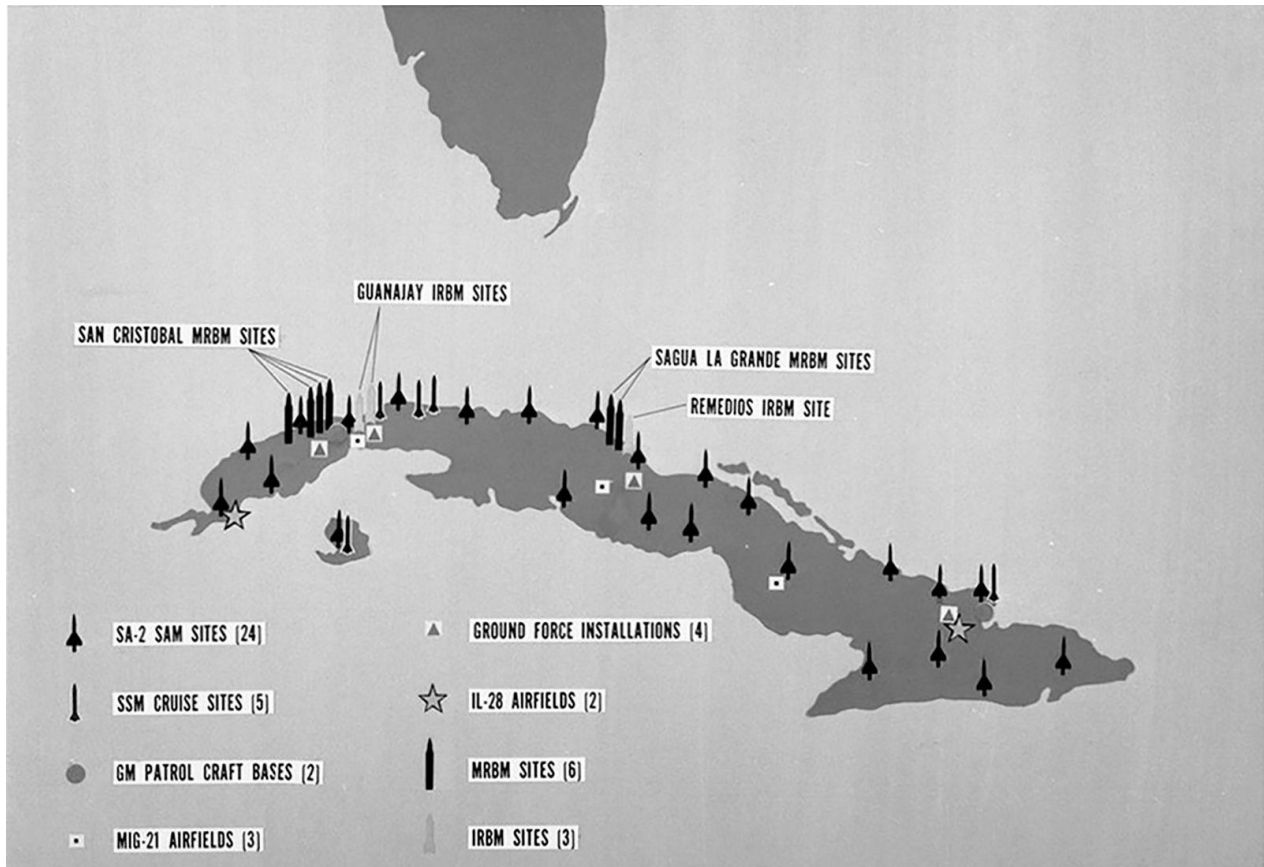 GUANAJAY IRBM SITES
SAN CRISTOBAL MRBM SITES
SAGUA LA GRANDE MRBM SITES
REMEDIOS IRBM SITE
SA-2 SAM SITES (24)
GROUND FORCE INSTALLATIONS (4)
SSM CRUISE SITES (5)
IL-28 AIRFIELDS (2)
GM PATROL CRAFT BASES (2)
MRBM SITES (6)
MIG-21 AIRFIELDS (3)
IRBM SITES (3)